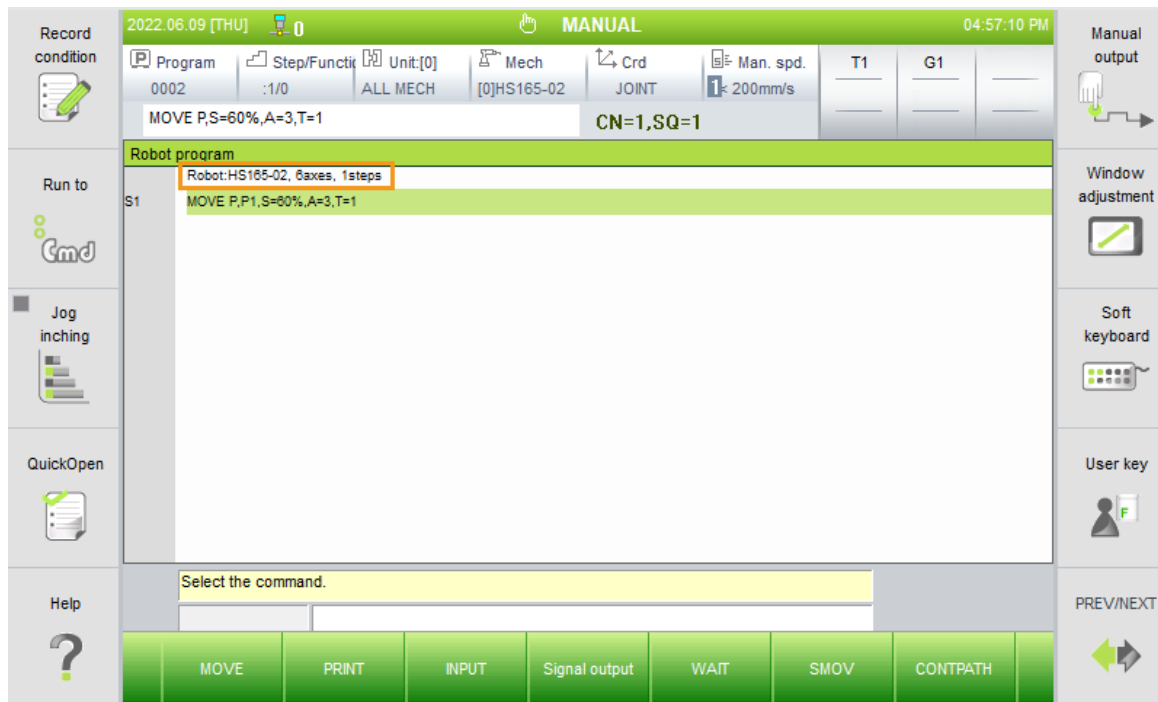 Record
condition
Run to
Cmd
Jog
inching
QuickOpen
Help
2022.06.09 [THU]
0
MANUAL
04:57:10 PM
P Program
Step/Functic
Unit:[0]
Mech
Crd
Man. spd.
T1
G1
0002
:1/0
ALL MECH
[0]HS165-02
JOINT
1< 200mm/s
MOVE P,S=60%,A=3,T=1
CN=1,SQ=1
Robot program
Robot:HS165-02, 6axes, 1steps
S1 MOVE P,P1,S=60%,A=3,T=1
Select the command.
MOVE
PRINT
INPUT
Signal output
WAIT
SMOV
CONTPATH
Manual
output
Window
adjustment
Soft
keyboard
User key
F
PREV/NEXT